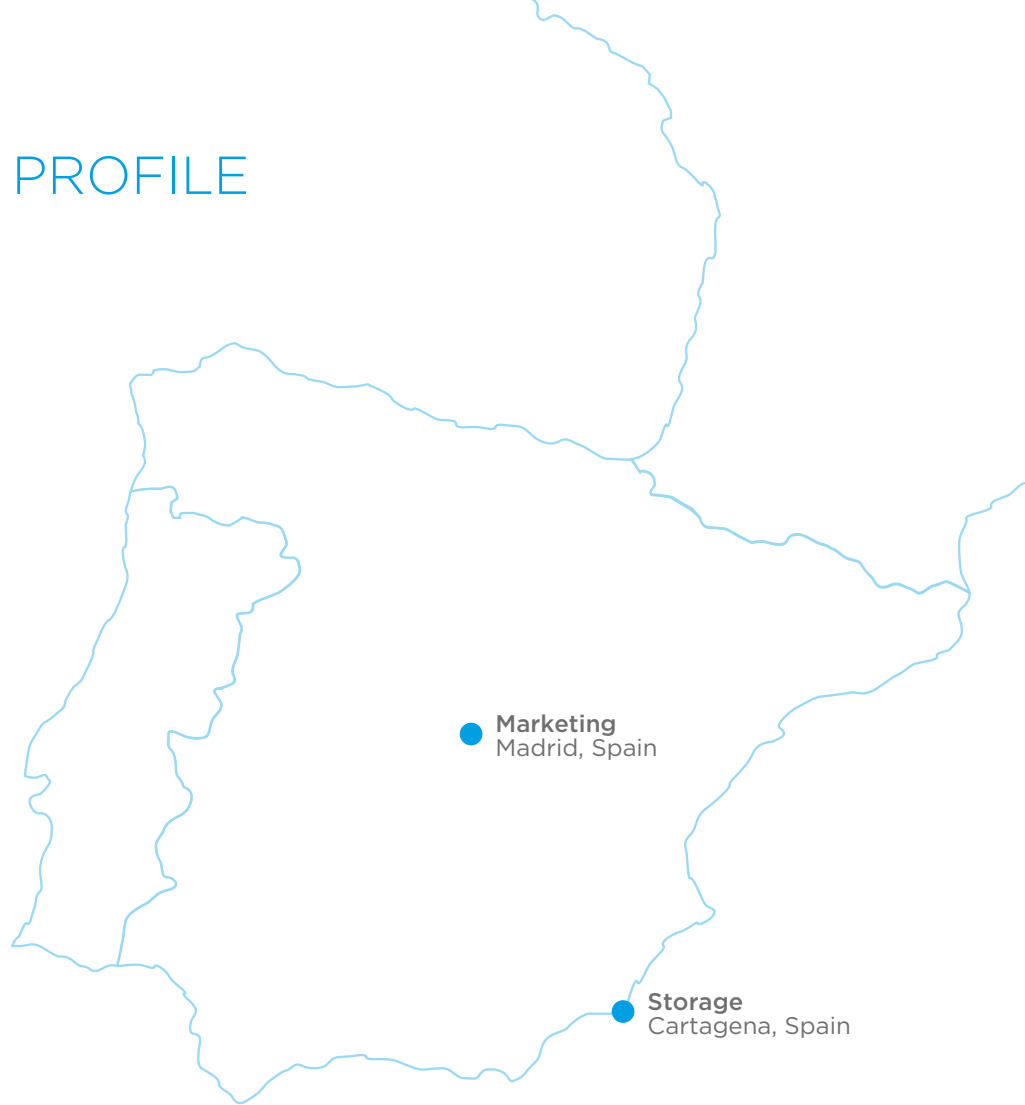 PROFILE
Marketing
Madrid, Spain
Storage
Cartagena, Spain